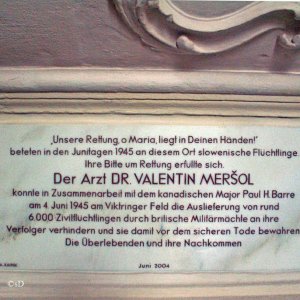 „Unsere Rettung, o Maria, liegt in Deinen Händen!"
beteten in den Junitagen 1945 an diesem Ort slowenische Flüchtlinge.
Ihre Bitte um Rettung erfüllte sich.
Der Arzt DR. VALENTIN MERŠOL
konnte in Zusammenarbeit mit dem kanadischen Major Paul H. Barre
am 4. Juni 1945 am Viktringer Feld die Auslieferung von rund
6.000 Zivilflüchtlingen durch britische Militärmächte an ihre
Verfolger verhindern und sie damit vor dem sicheren Tode bewahren.
Die Überlebenden und ihre Nachkommen
Juni 2004